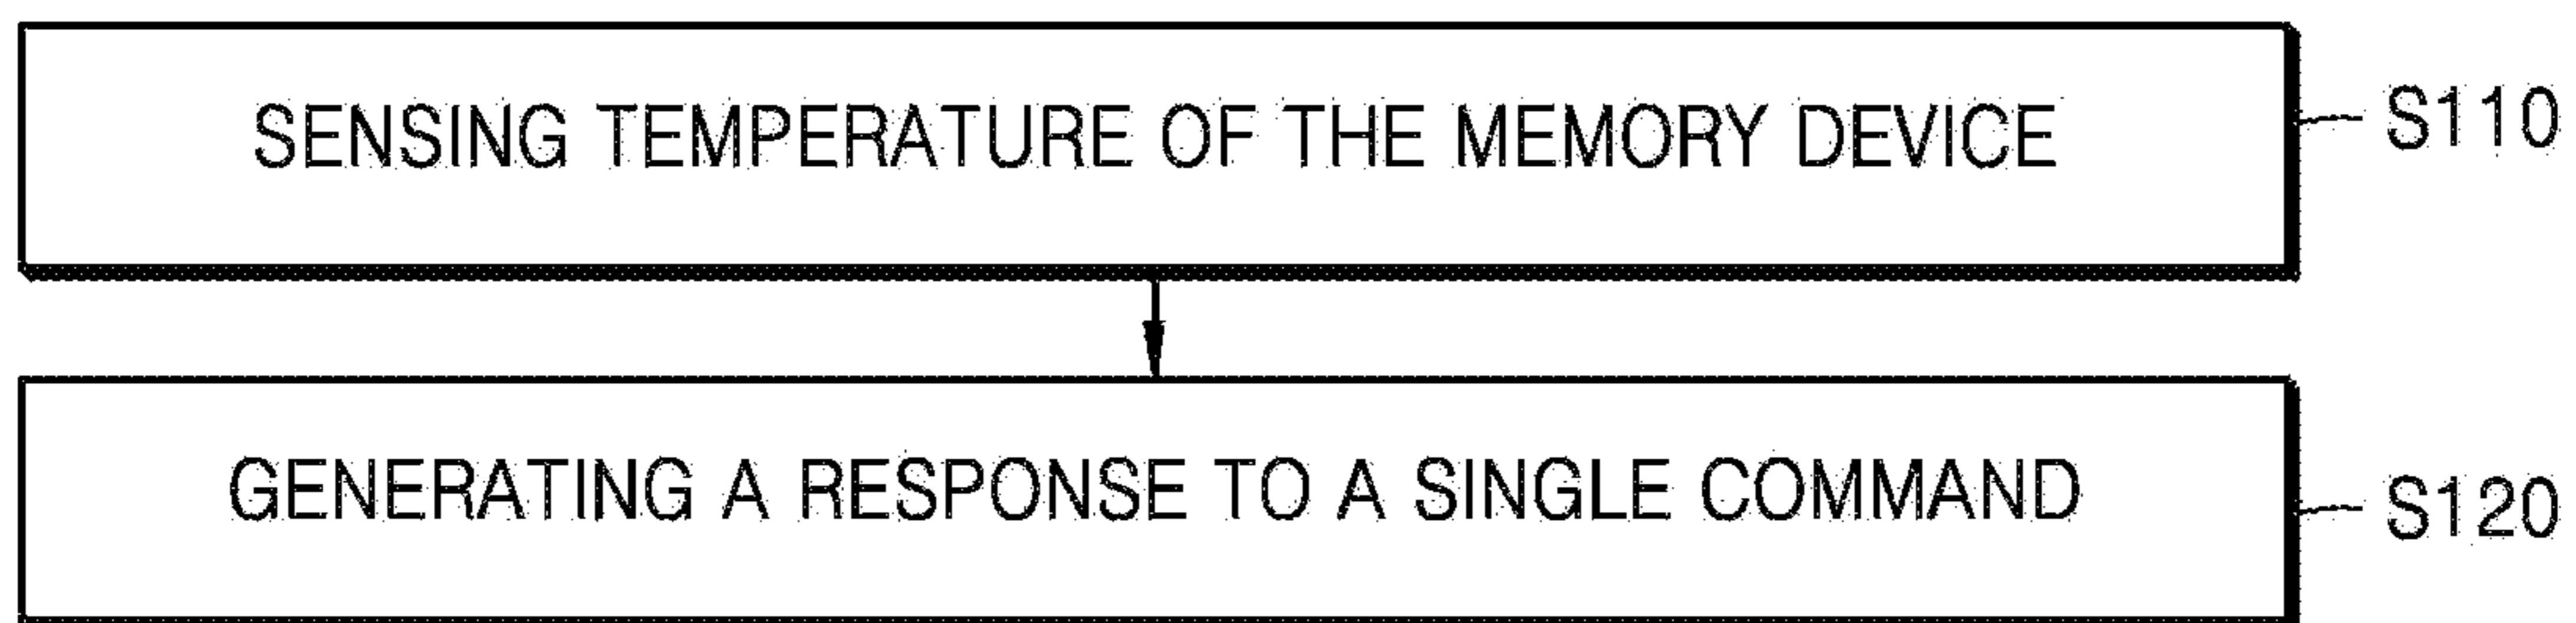 SENSING TEMPERATURE OF THE MEMORY DEVICE
S110
GENERATING A RESPONSE TO A SINGLE COMMAND
S120